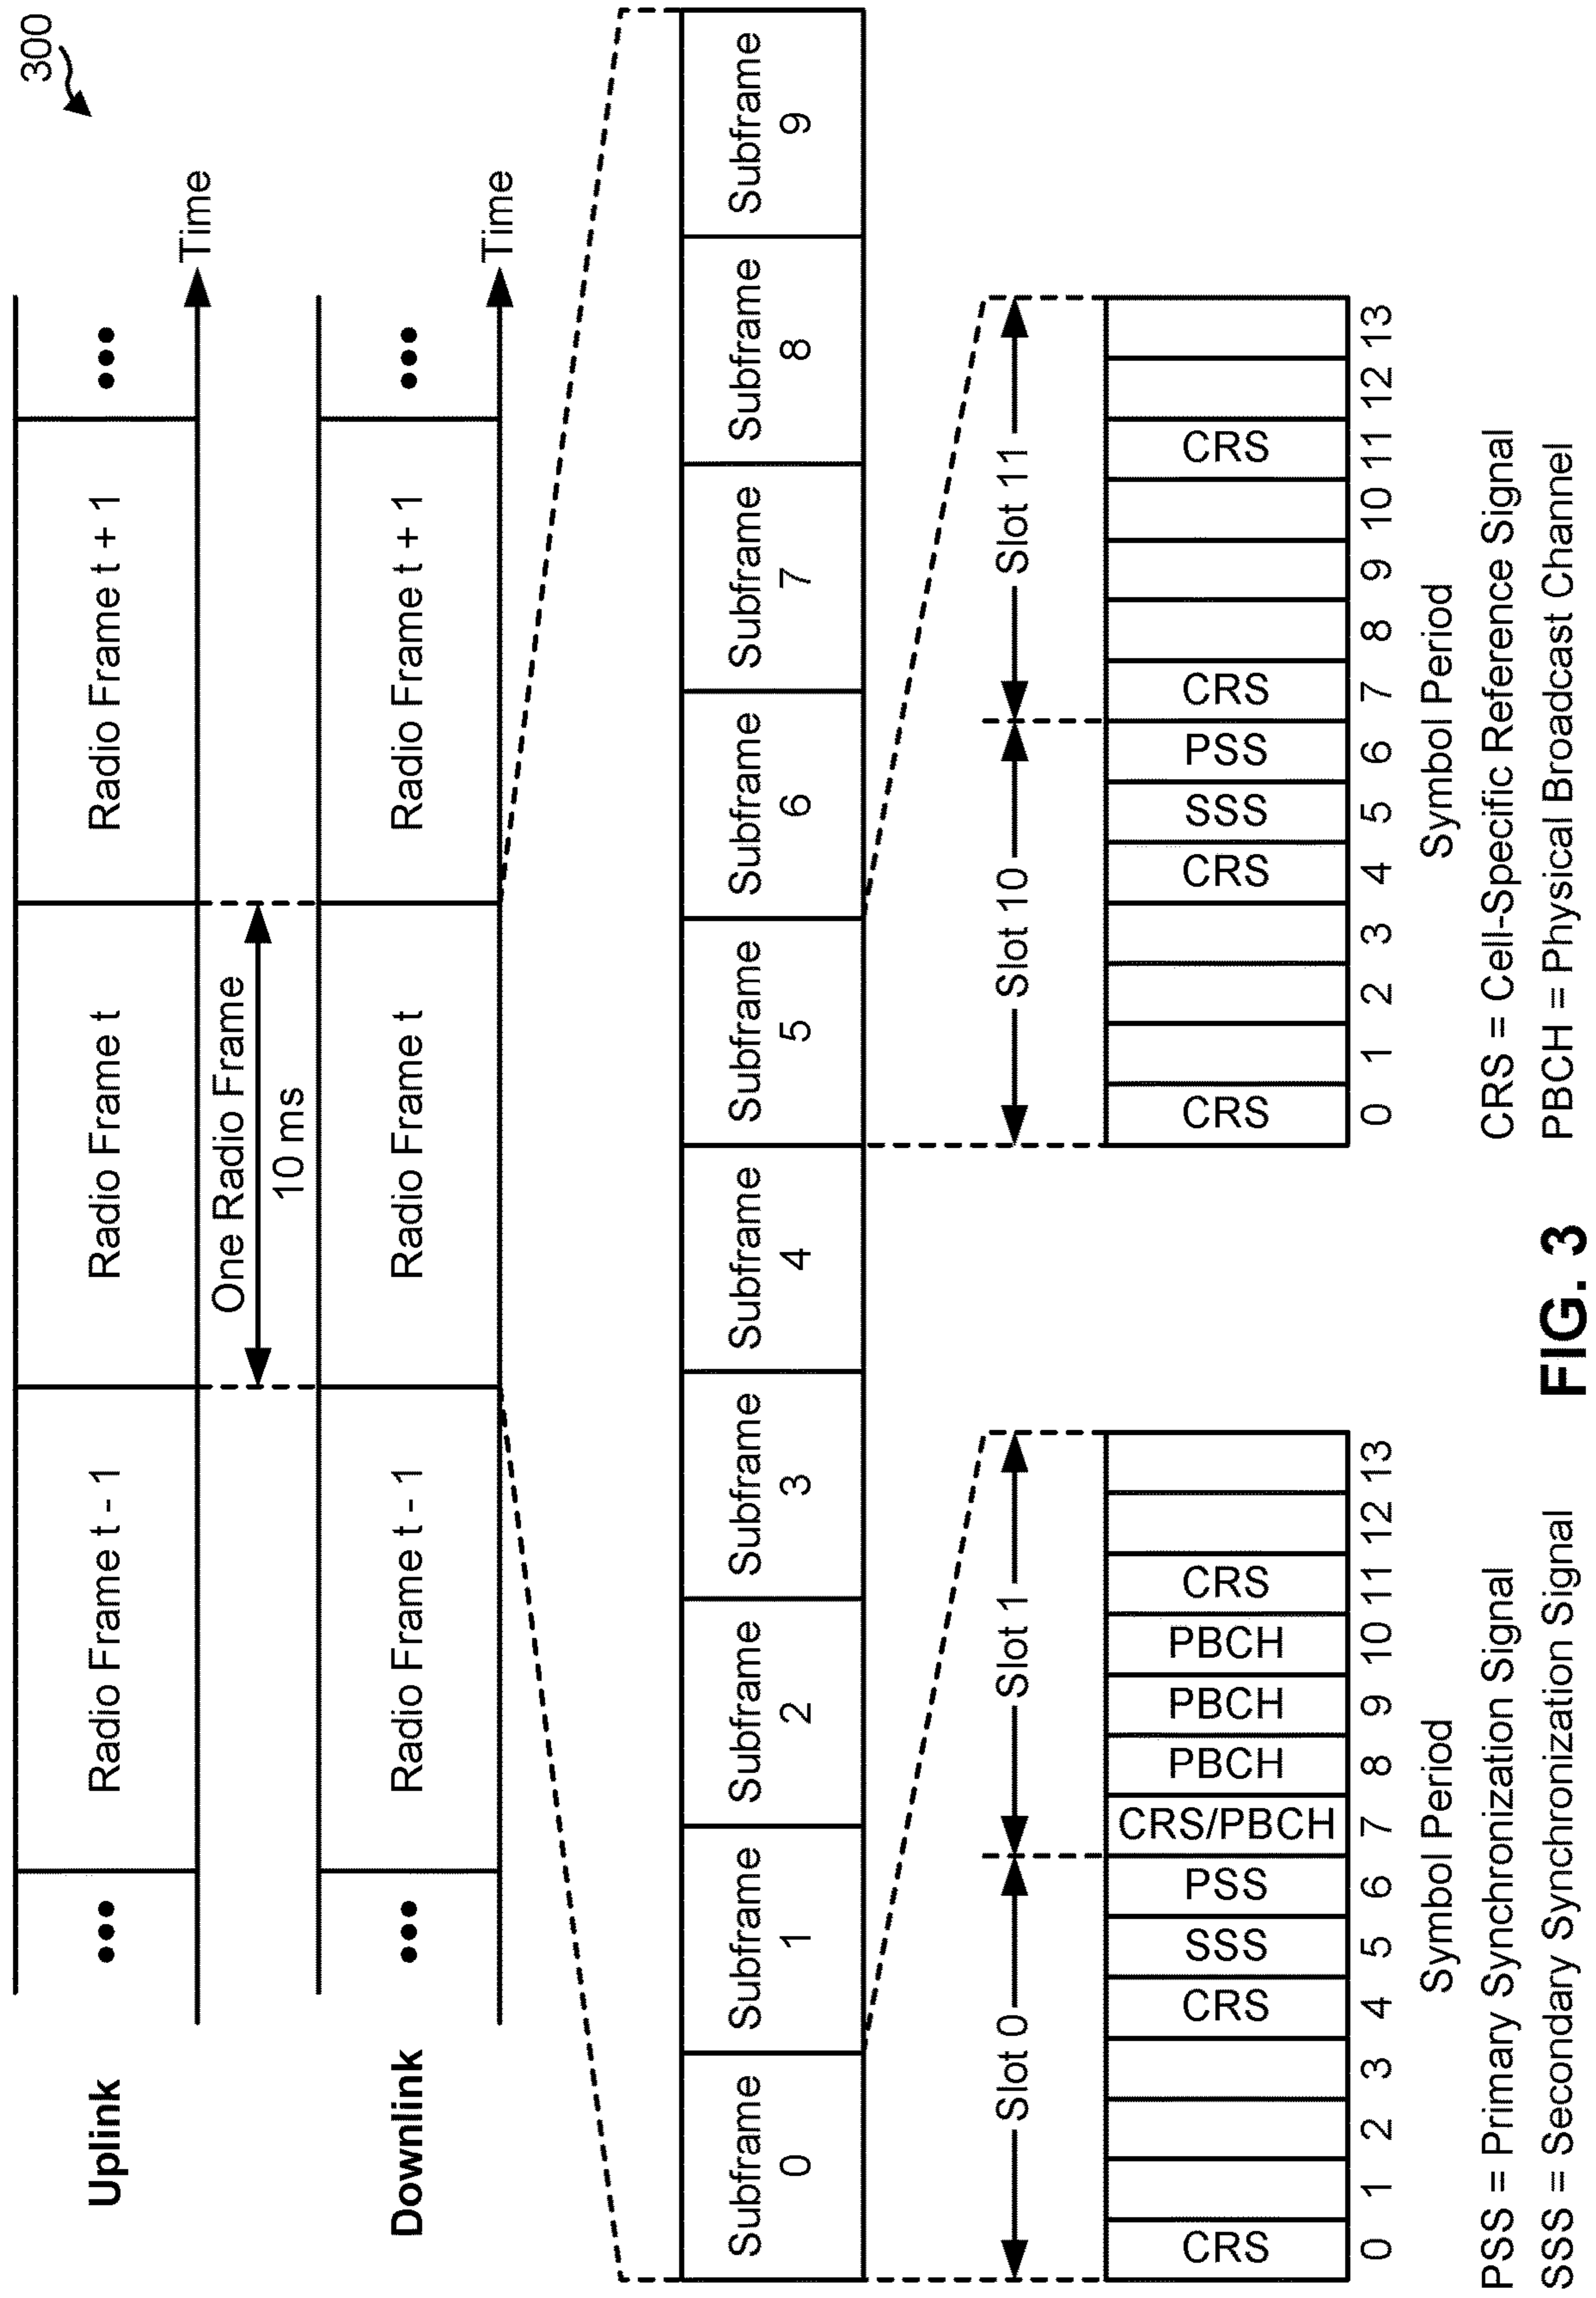 300
Uplink
Radio Frame t - 1
Radio Frame t
Radio Frame t + 1
Time
One Radio Frame
10 ms
Downlink
Radio Frame t - 1
Radio Frame t
Radio Frame t + 1
Time
Subframe 0
Subframe 1
Subframe 2
Subframe 3
Subframe 4
Subframe 5
Subframe 6
Subframe 7
Subframe 8
Subframe 9
Slot 0
Slot 1
CRS
CRS
SSS
PSS
CRS/PBCH
PBCH
PBCH
PBCH
CRS
0 1 2 3 4 5 6 7 8 9 10 11 12 13
Symbol Period
Slot 10
Slot 11
CRS
CRS
SSS
PSS
CRS
CRS
0 1 2 3 4 5 6 7 8 9 10 11 12 13
Symbol Period
PSS = Primary Synchronization Signal
SSS = Secondary Synchronization Signal
CRS = Cell-Specific Reference Signal
PBCH = Physical Broadcast Channel
FIG. 3